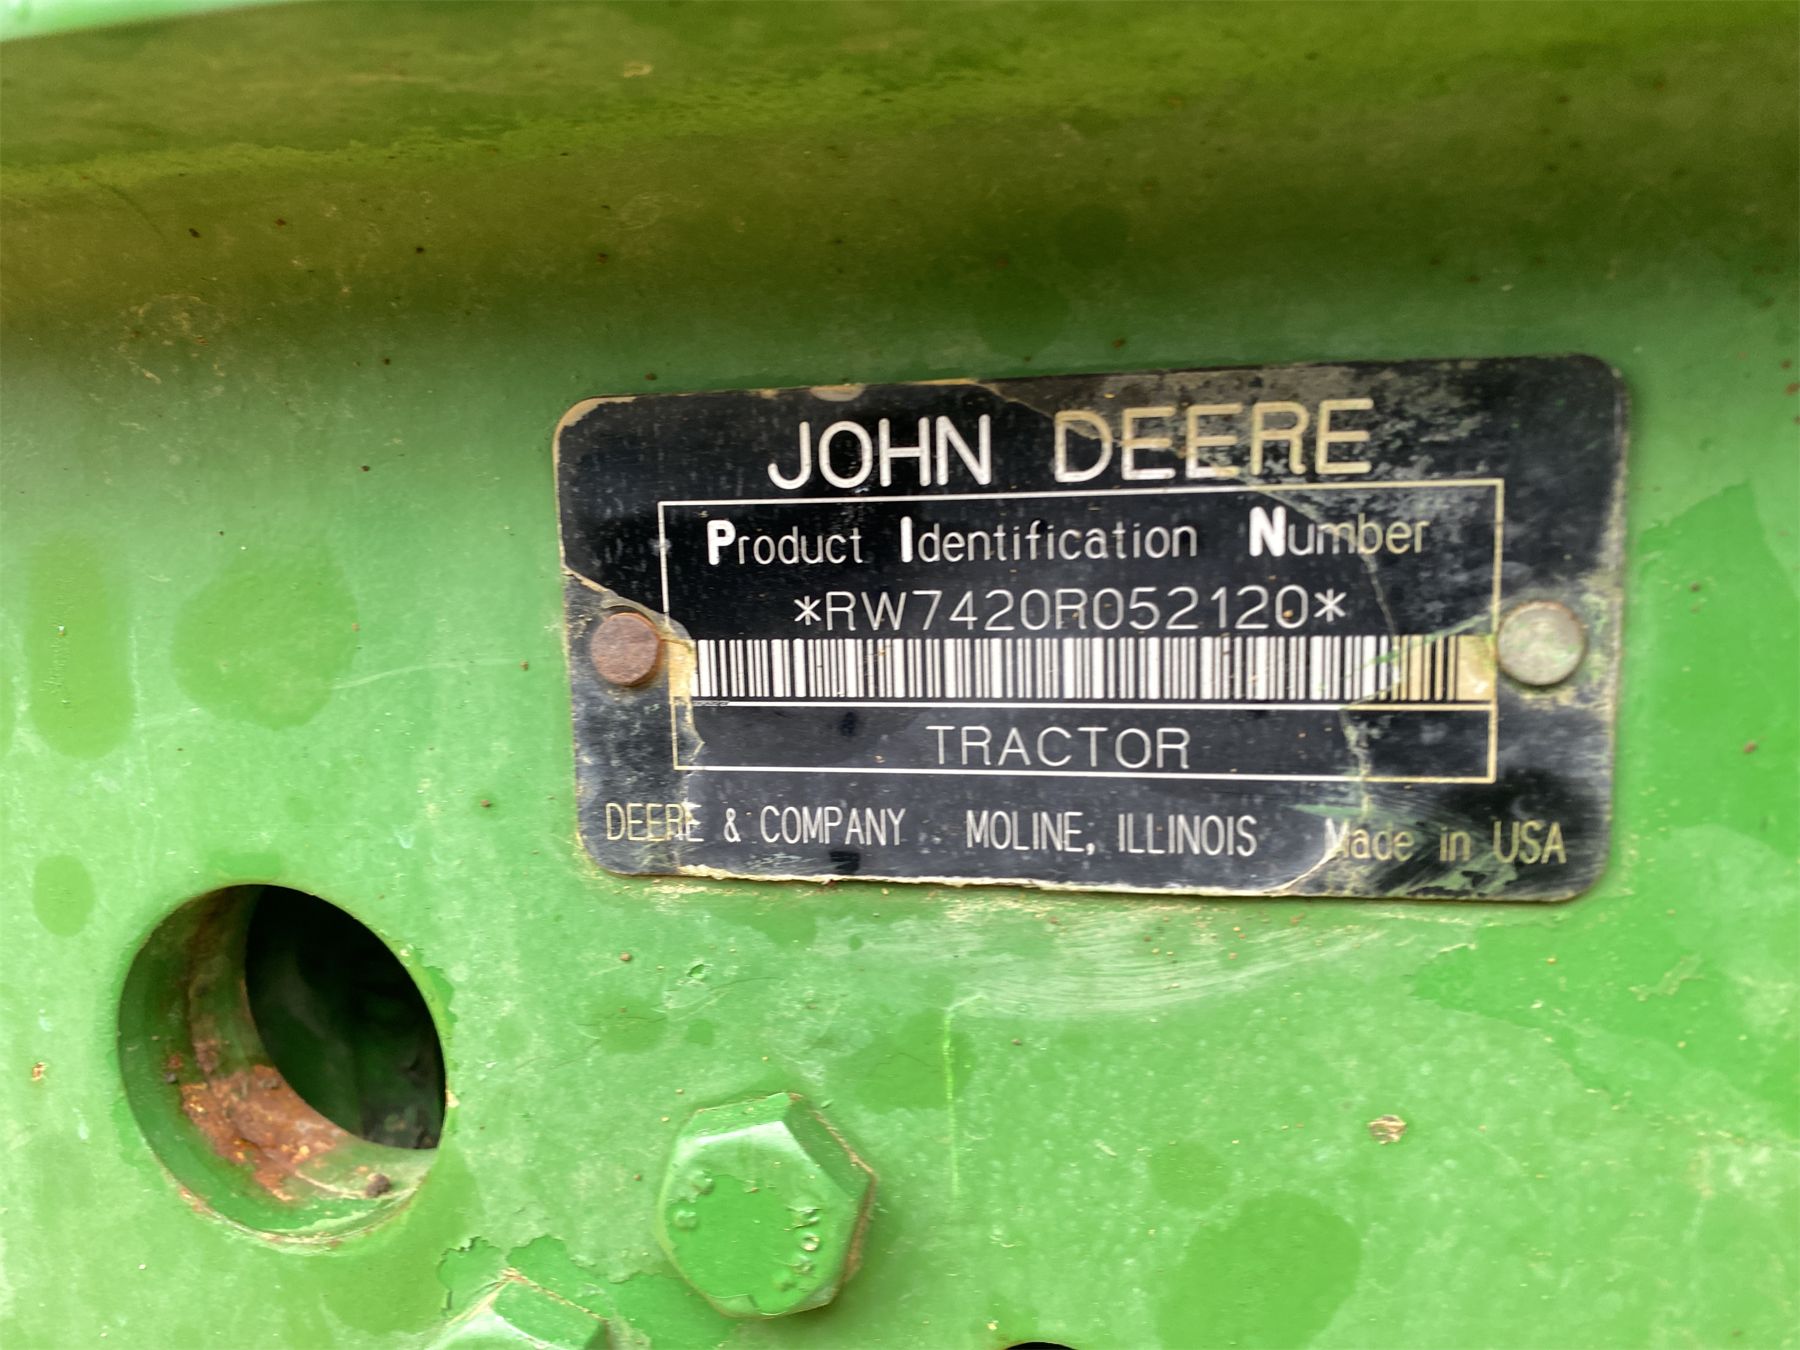 JOHN DEERE
Product Identification Number
*RW7420R052120*
TRACTOR
DEERE & COMPANY MOLINE, ILLINOIS Made in USA